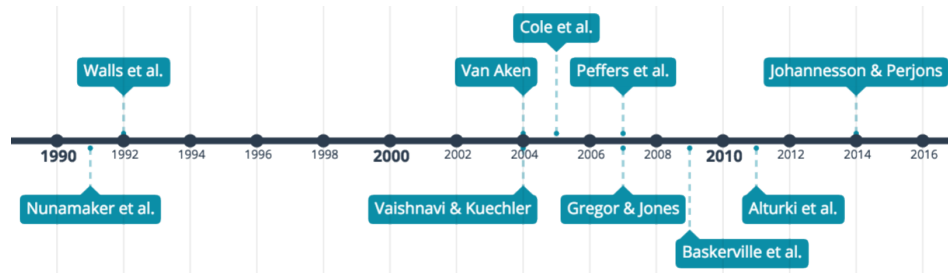 Cole et al.
Walls et al.
Van Aken
Peffers et al.
Johannesson & Perjons
1990
1992
1994
1996
1998
2000
2002
2004
2006
2008
2010
2012
2014
2016
Nunamaker et al.
Vaishnavi & Kuechler
Gregor & Jones
Alturki et al.
Baskerville et al.